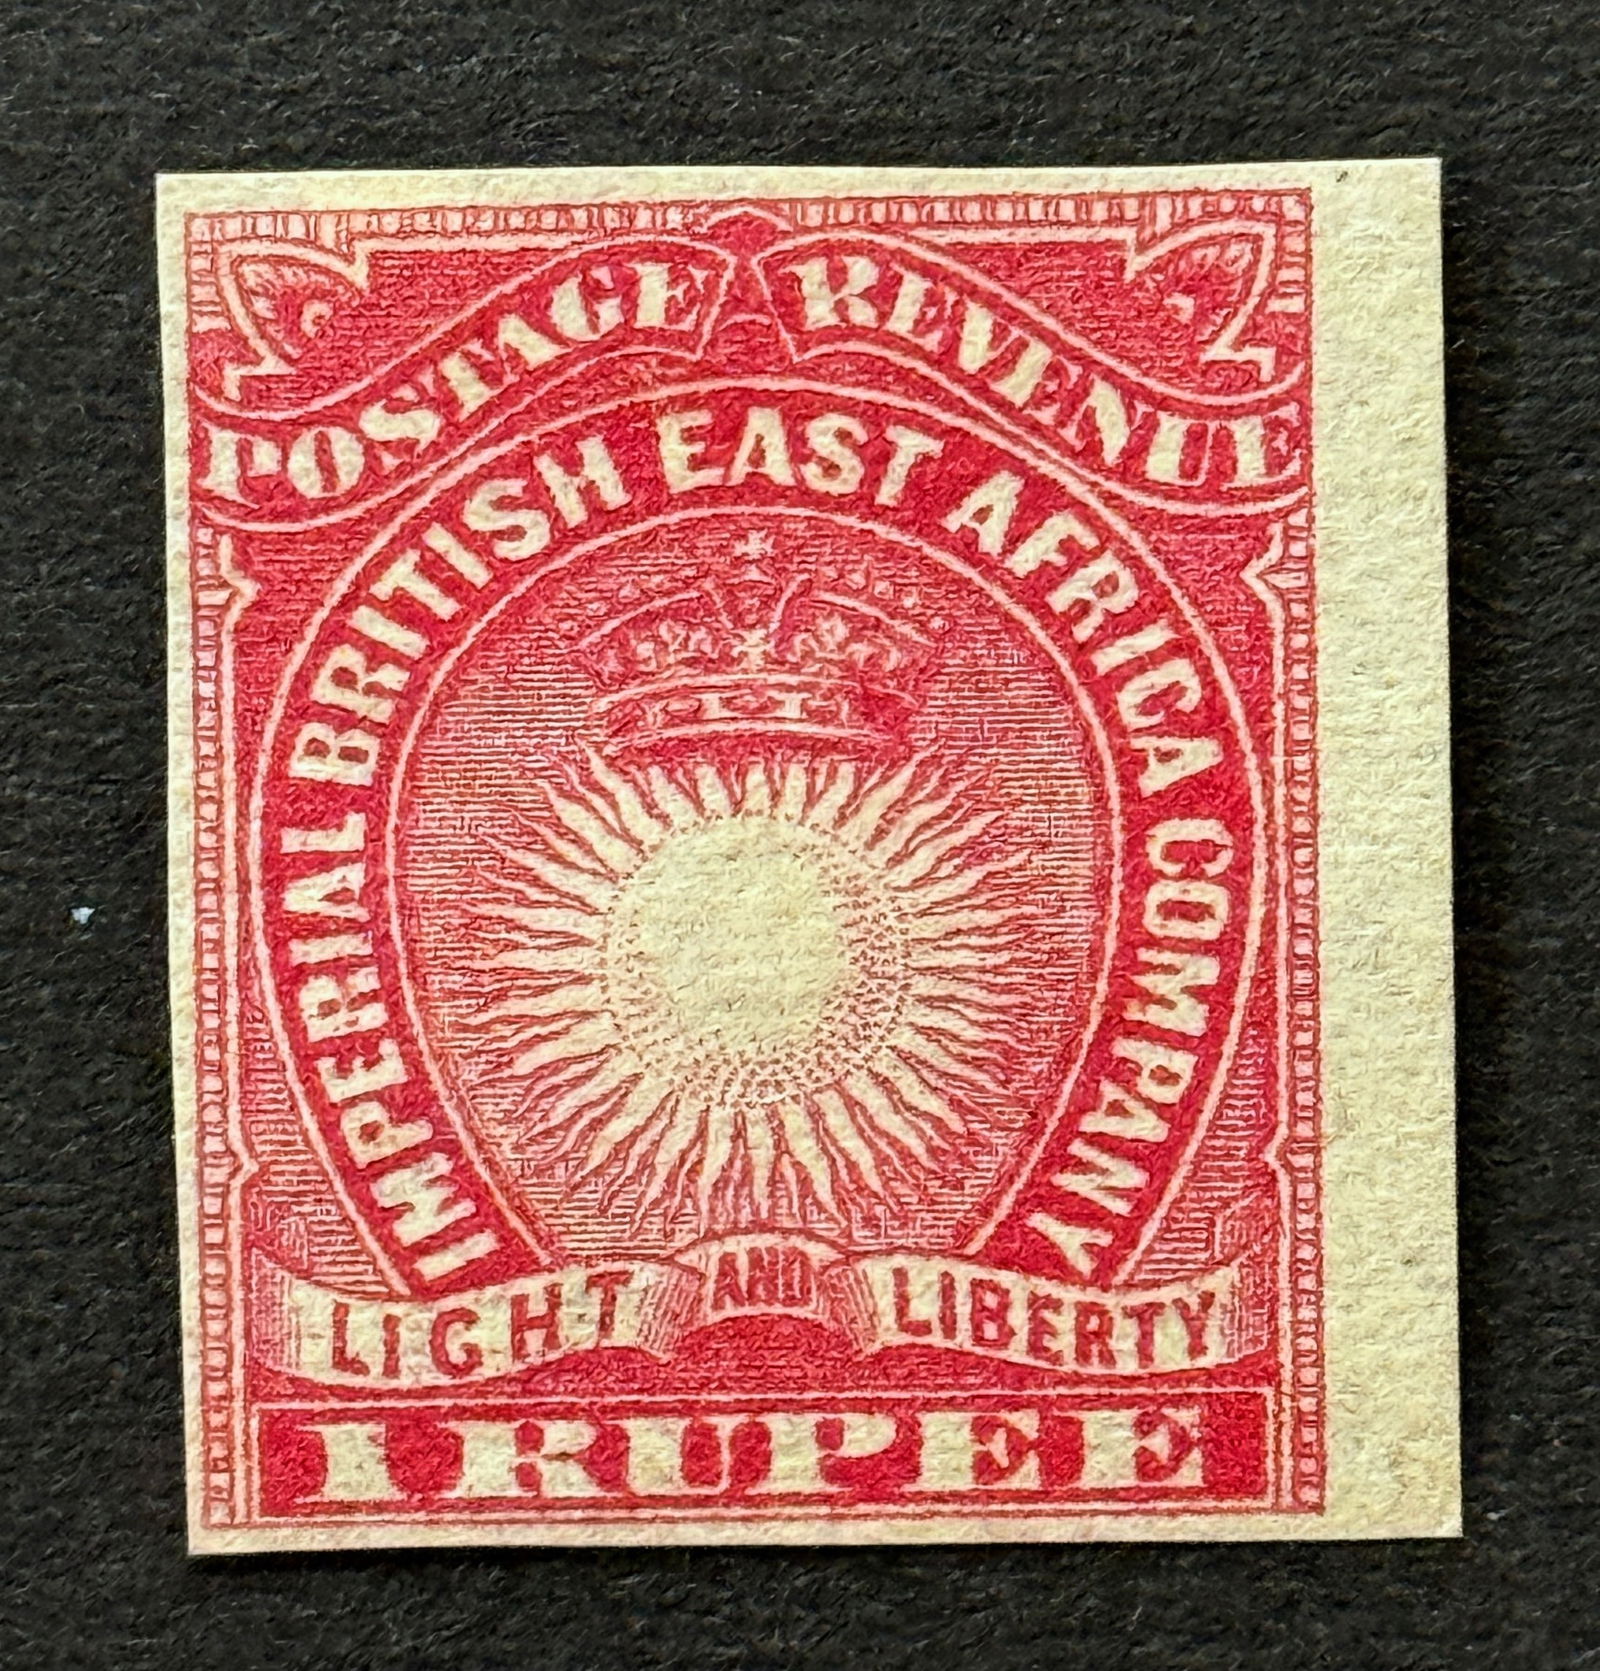 POSTAGE REVENUE
IMPERIAL BRITISH EAST AFRICA COMPANY
LIGHT AND LIBERTY
1 RUPEE